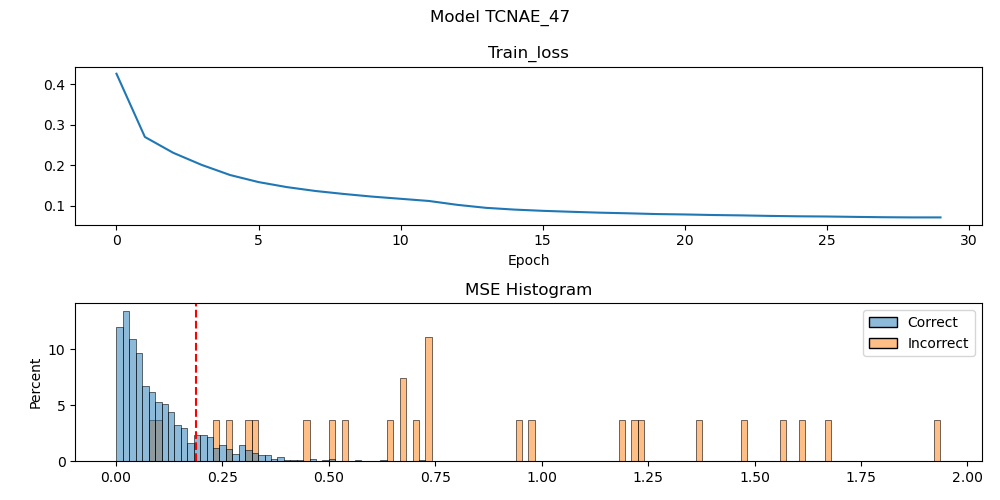 Model TCNAE_47
Train_loss
0.4
0.3
0.2
0.1
0 5 10 15 20 25 30
Epoch
MSE Histogram
Correct
Incorrect
Percent
10
5
0
0.00 0.25 0.50 0.75 1.00 1.25 1.50 1.75 2.00